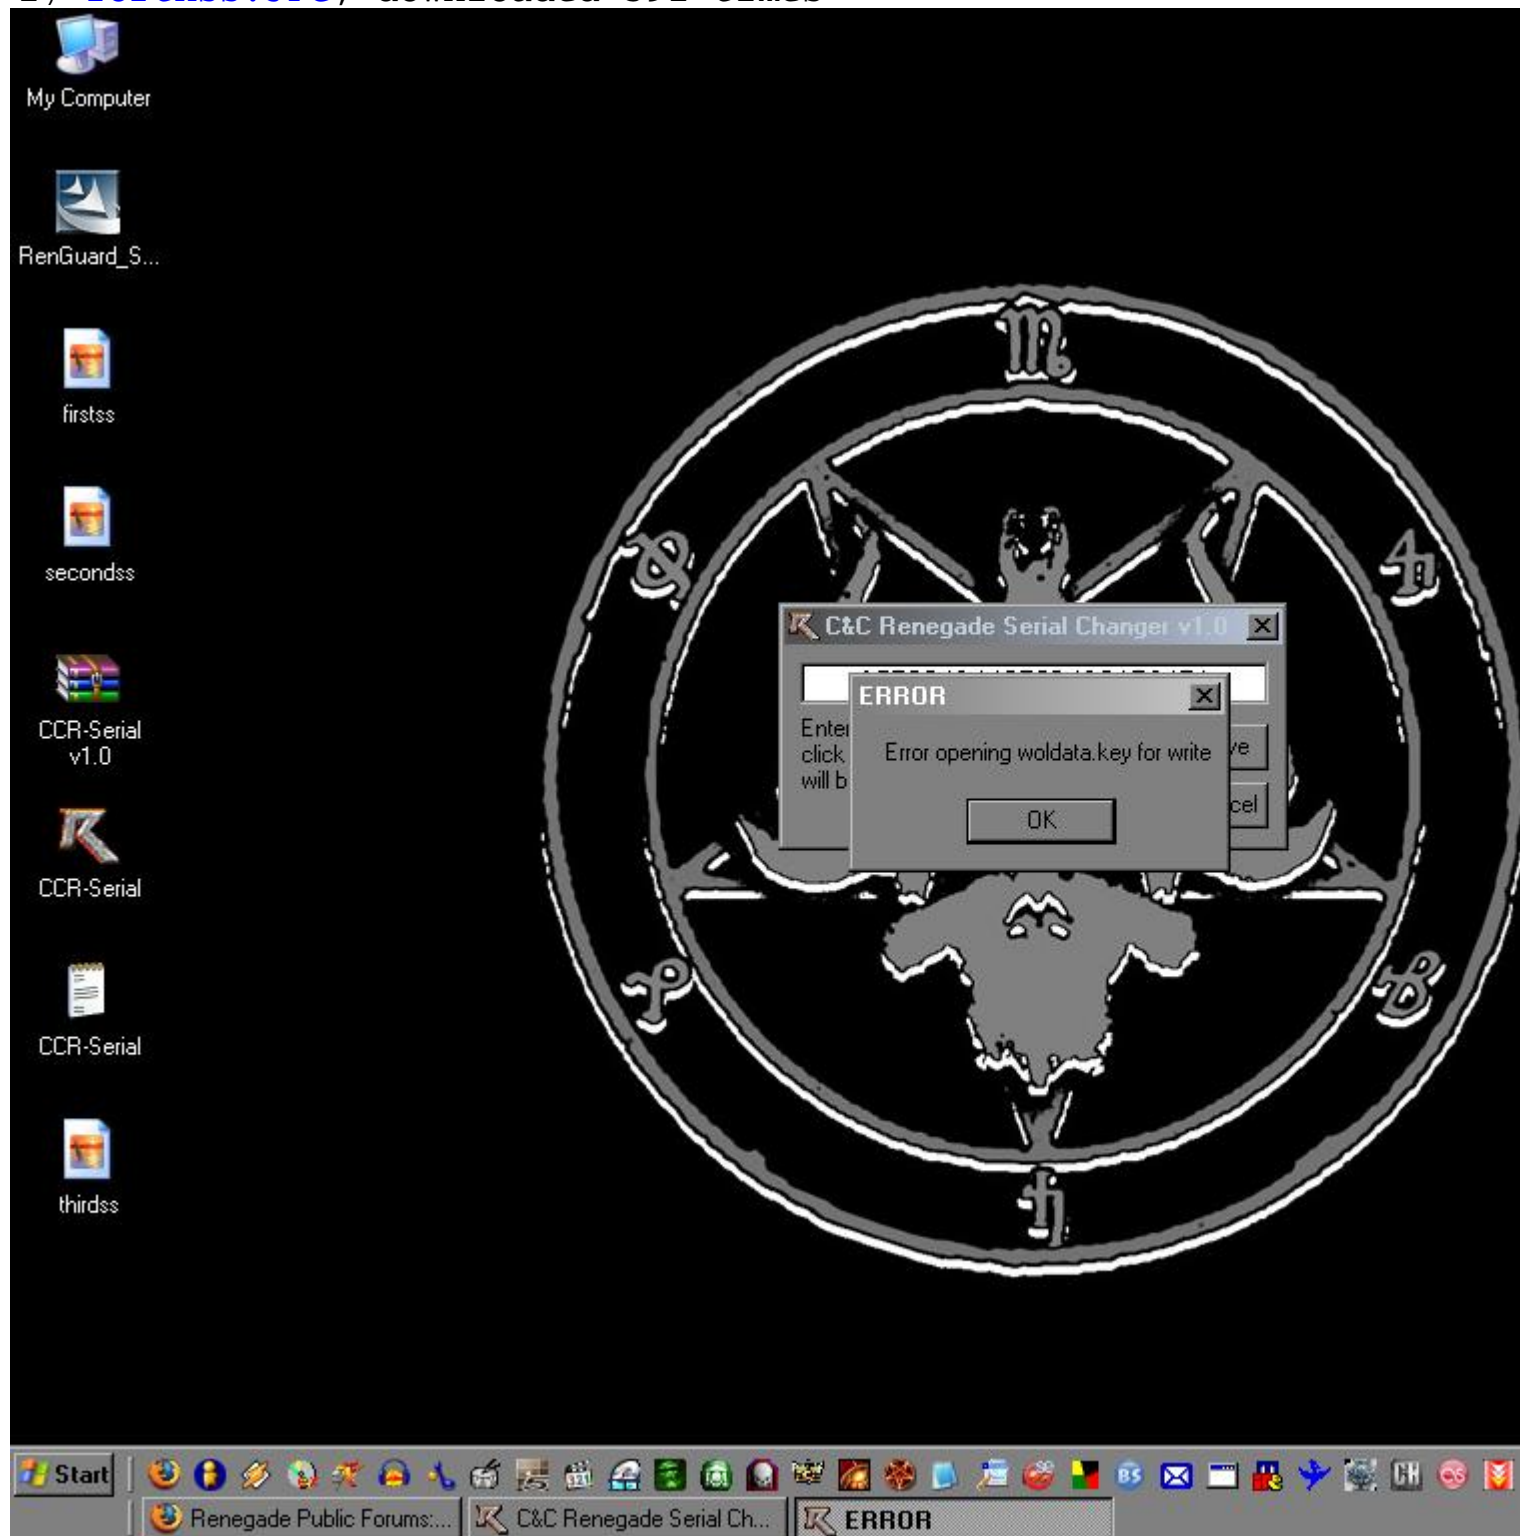 My Computer
RenGuard_S...
firstss
secondss
CCR-Serial
v1.0
CCR-Serial
CCR-Serial
thirdss
C&C Renegade Serial Changer v1.0
ERROR
Enter
click
will b
Error opening woldata.key for write
OK
ve
cel
Start
Renegade Public Forums:...
C&C Renegade Serial Ch...
ERROR